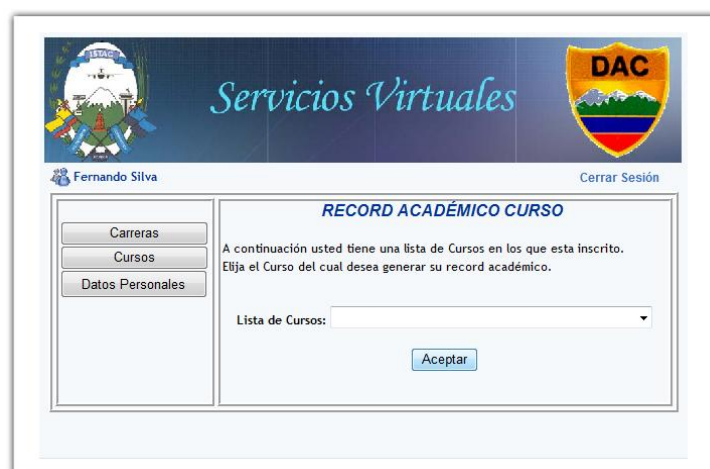 ISTAC
Servicios Virtuales
DAC
Fernando Silva
Cerrar Sesión
RECORD ACADÉMICO CURSO
Carreras
Cursos
Datos Personales
A continuación usted tiene una lista de Cursos en los que esta inscrito.
Elija el Curso del cual desea generar su record académico.
Lista de Cursos:
Aceptar